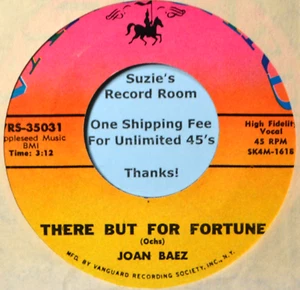 Suzie's
Record Room
One Shipping Fee
For Unlimited 45's
Thanks!
VRS-35031
Appleseed Music
BMI
Time: 3:12
High Fidelity
Vocal
45 RPM
SK4M-1618
THERE BUT FOR FORTUNE
(Ochs)
JOAN BAEZ
MFG. BY VANGUARD RECORDING SOCIETY, INC., N.Y.